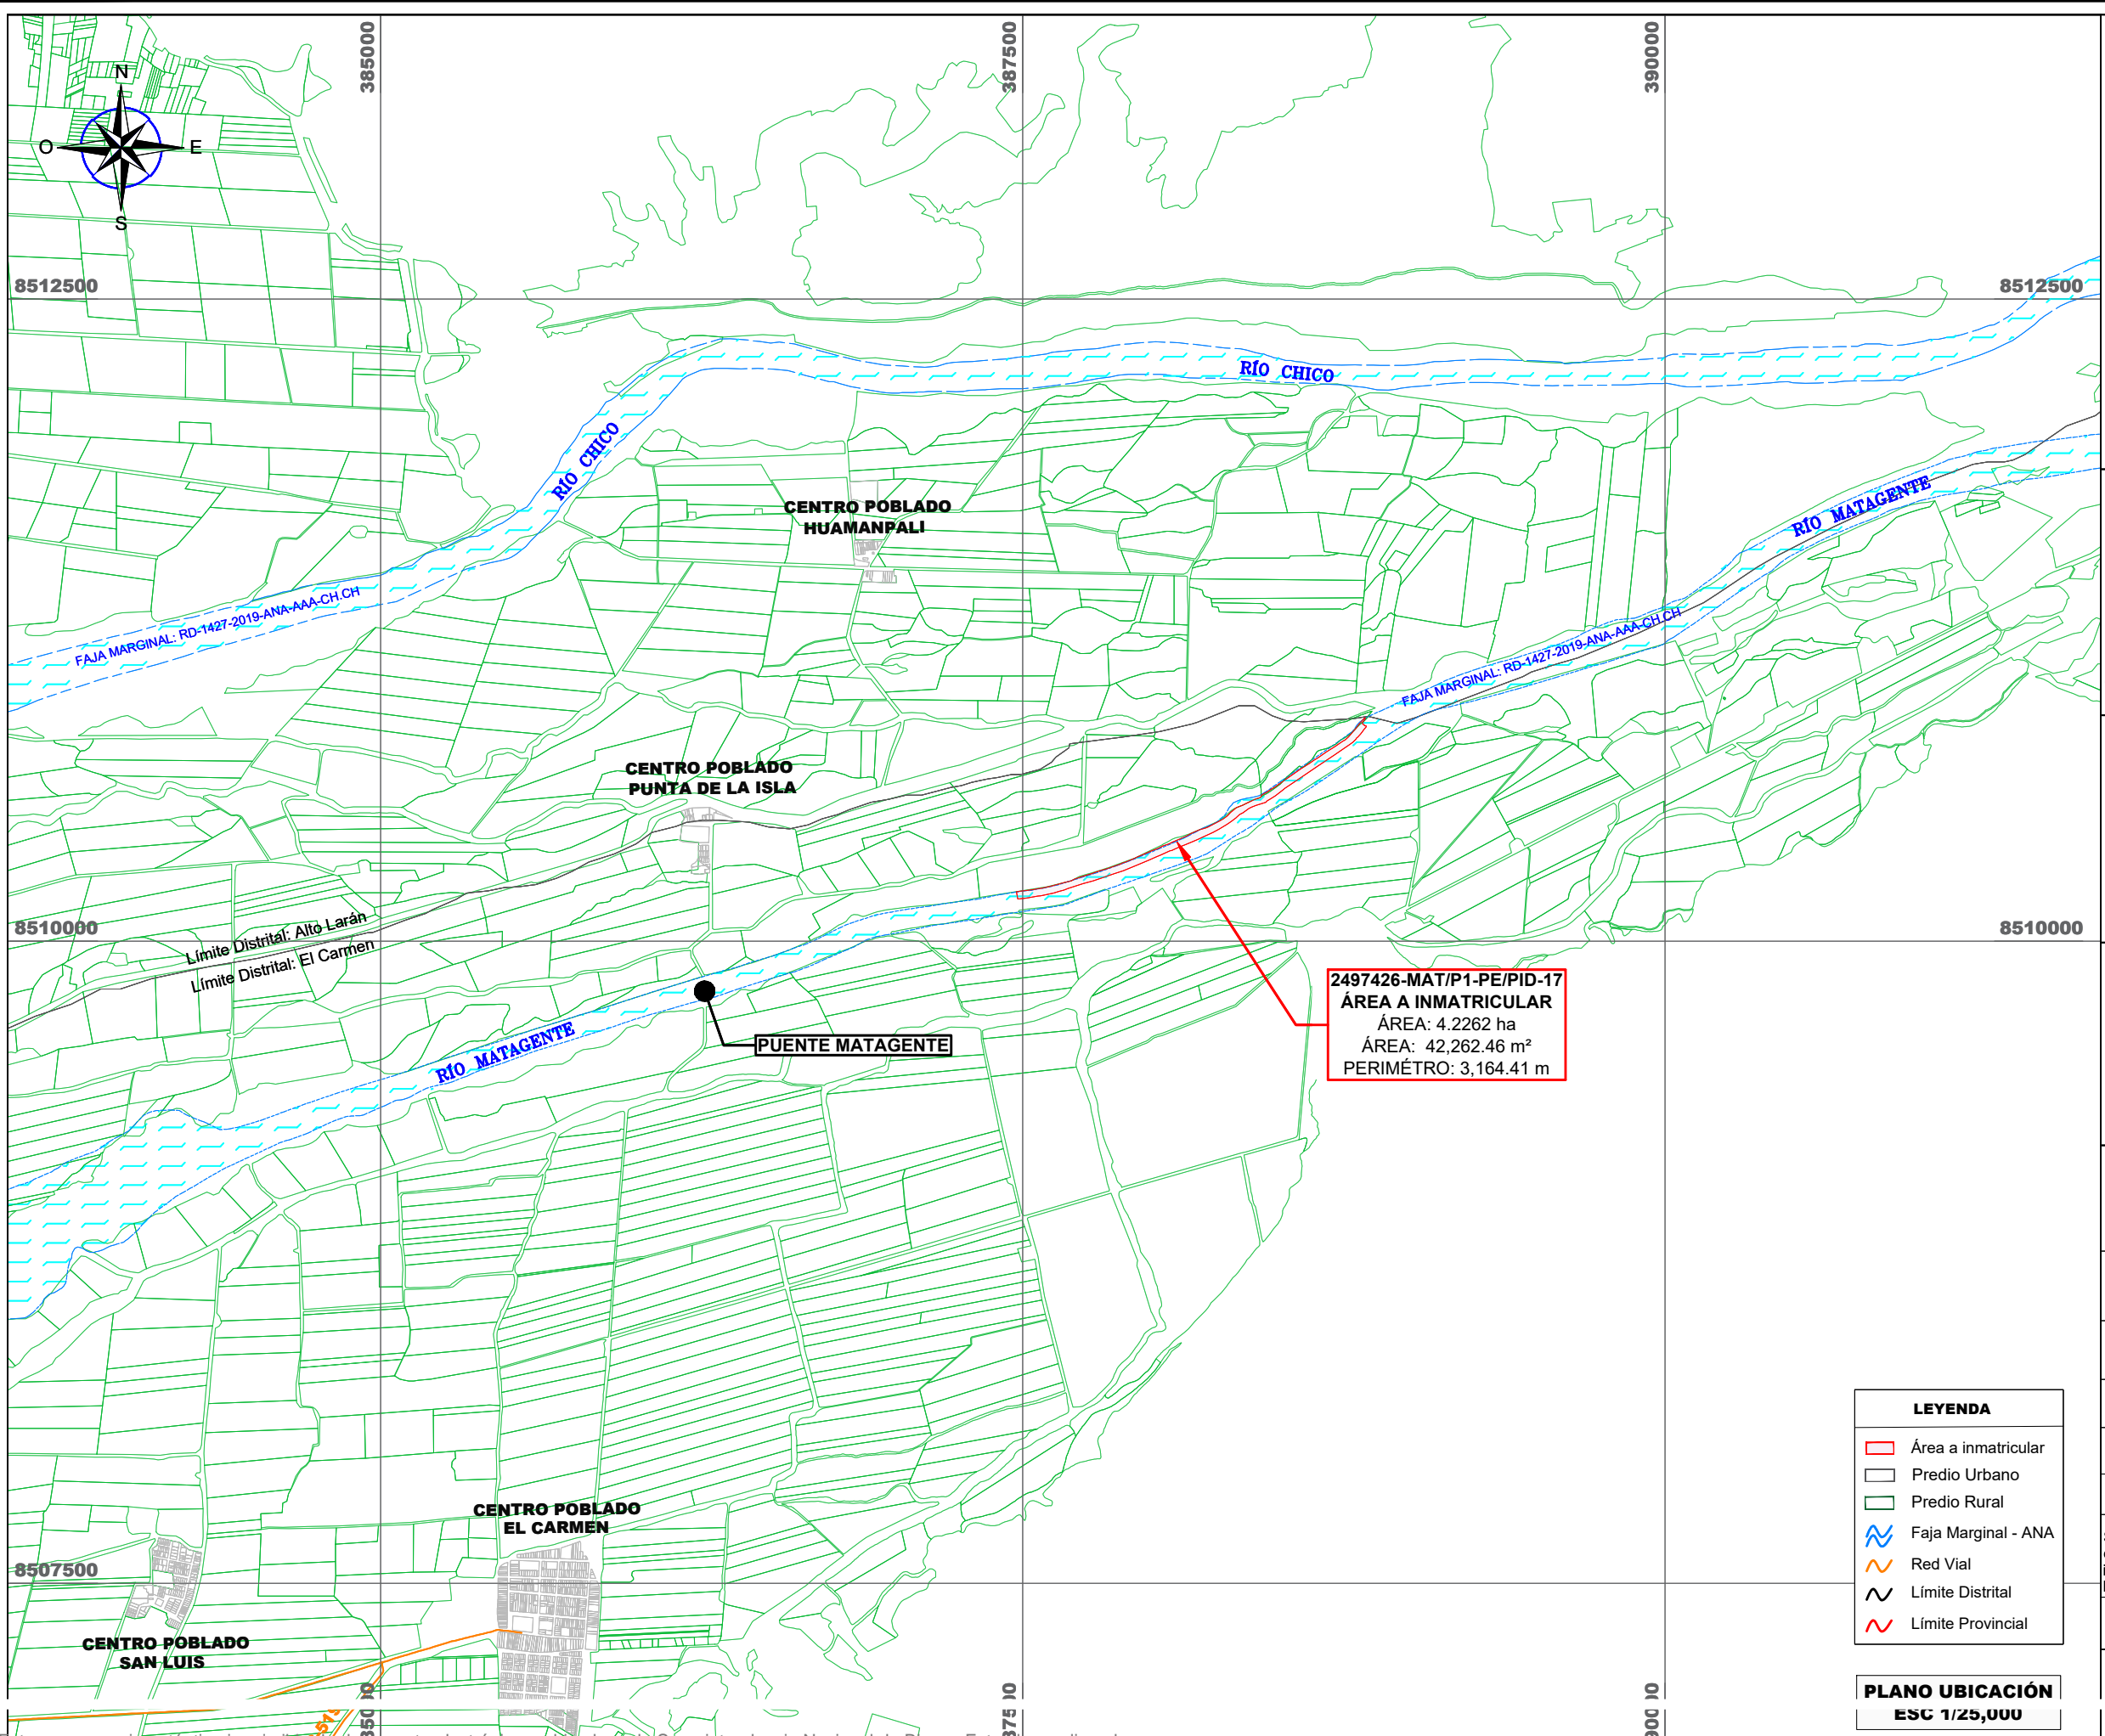 385000
387500
390000
N
O
E
S
8512500
8512500
RÍO CHICO
RÍO CHICO
CENTRO POBLADO
HUAMANPALI
RÍO MATAGENTE
FAJA MARGINAL: RD-1427-2019-ANA-AAA-CH.CH
FAJA MARGINAL: RD-1427-2019-ANA-AAA-CH.CH
CENTRO POBLADO
PUNTA DE LA ISLA
Límite Distrital: Alto Larán
Límite Distrital: El Carmen
8510000
8510000
2497426-MAT/P1-PE/PID-17
ÁREA A INMATRICULAR
ÁREA: 4.2262 ha
ÁREA: 42,262.46 m²
PERIMÉTRO: 3,164.41 m
PUENTE MATAGENTE
RÍO MATAGENTE
LEYENDA
Área a inmatricular
Predio Urbano
Predio Rural
Faja Marginal - ANA
Red Vial
Límite Distrital
Límite Provincial
CENTRO POBLADO
EL CARMEN
8507500
CENTRO POBLADO
SAN LUIS
PLANO UBICACIÓN
ESC 1/25,000